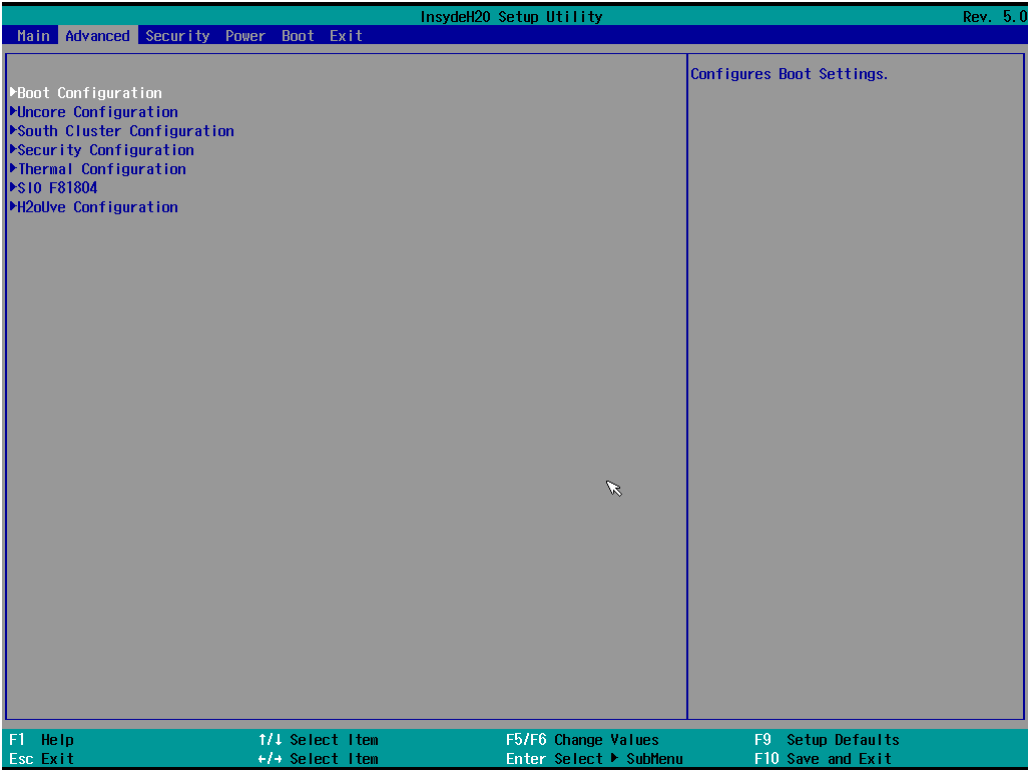 InsydeH20 Setup Utility Rev. 5.0
Main Advanced Security Power Boot Exit
Configures Boot Settings.
▶Boot Configuration
▶Uncore Configuration
▶South Cluster Configuration
▶Security Configuration
▶Thermal Configuration
▶SIO F81804
▶H2oUve Configuration
F1 Help ↑/↓ Select Item F5/F6 Change Values F9 Setup Defaults
Esc Exit ←/→ Select Item Enter Select ▶ SubMenu F10 Save and Exit